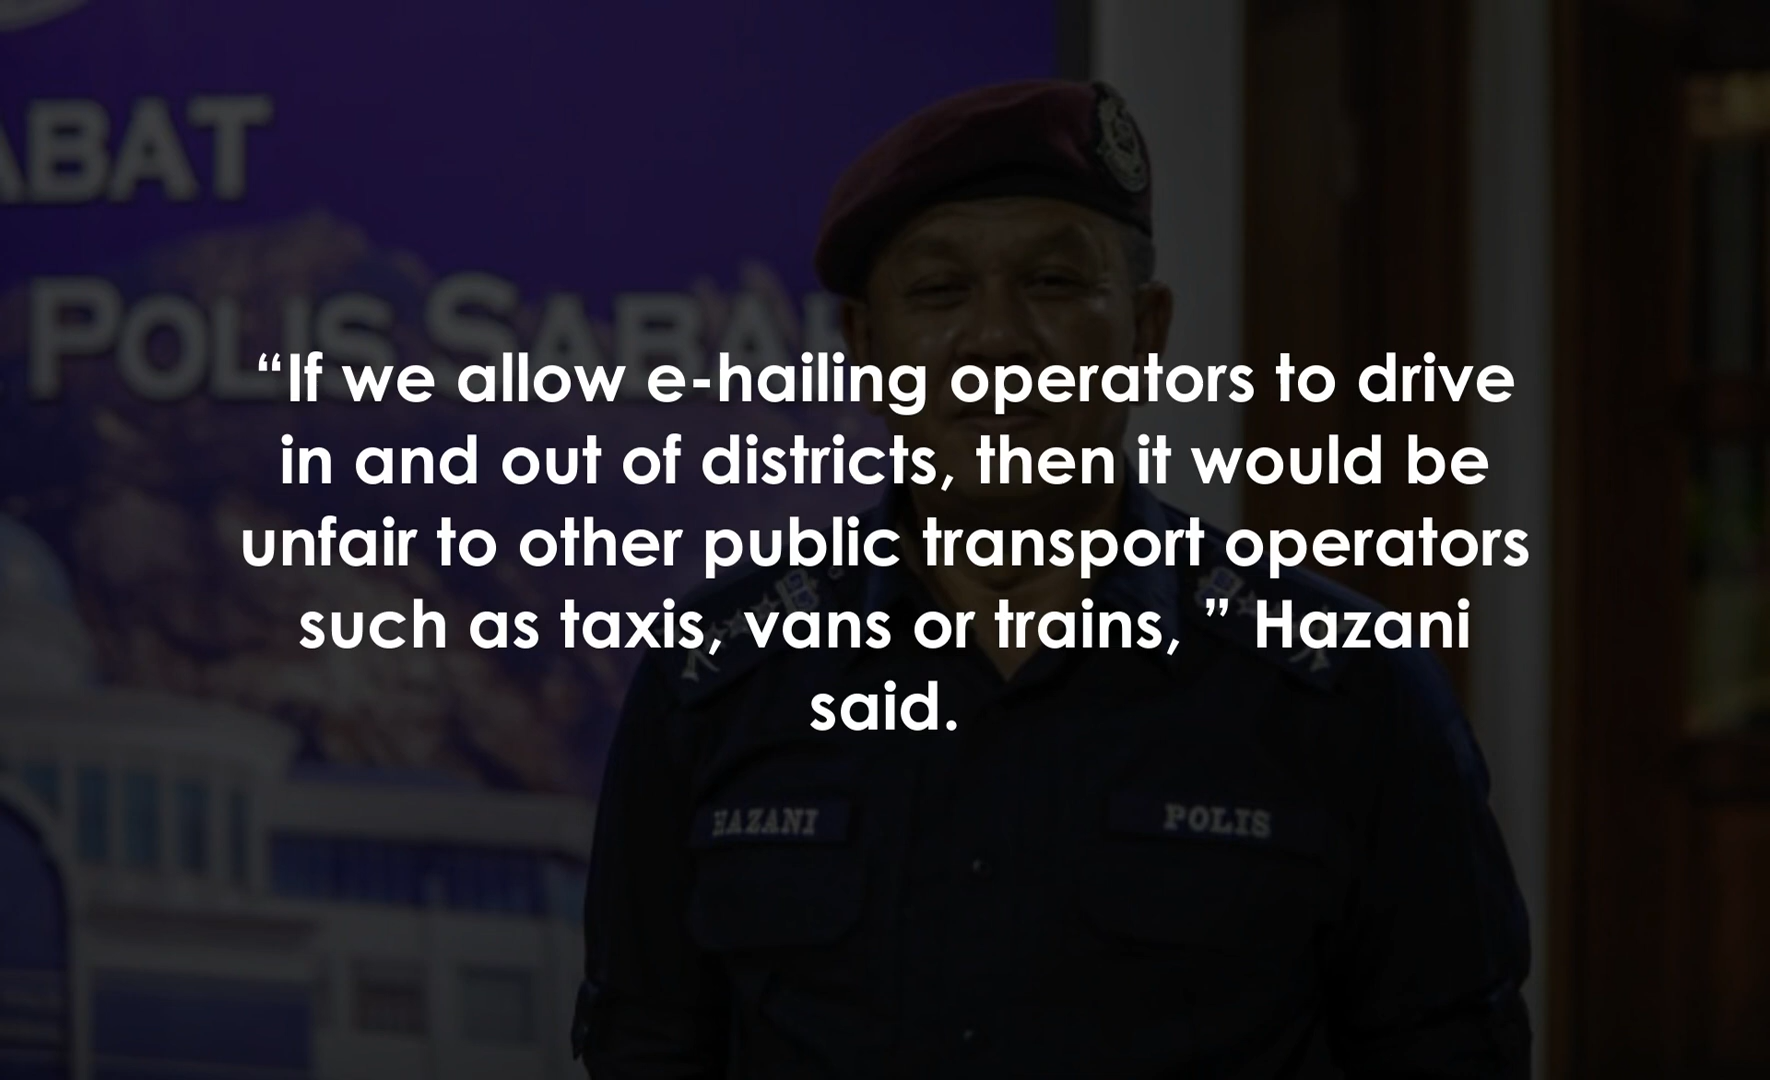 ABAT
POLIS SABAH
“If we allow e-hailing operators to drive
in and out of districts, then it would be
unfair to other public transport operators
such as taxis, vans or trains, ” Hazani
said.
HAZANI
POLIS